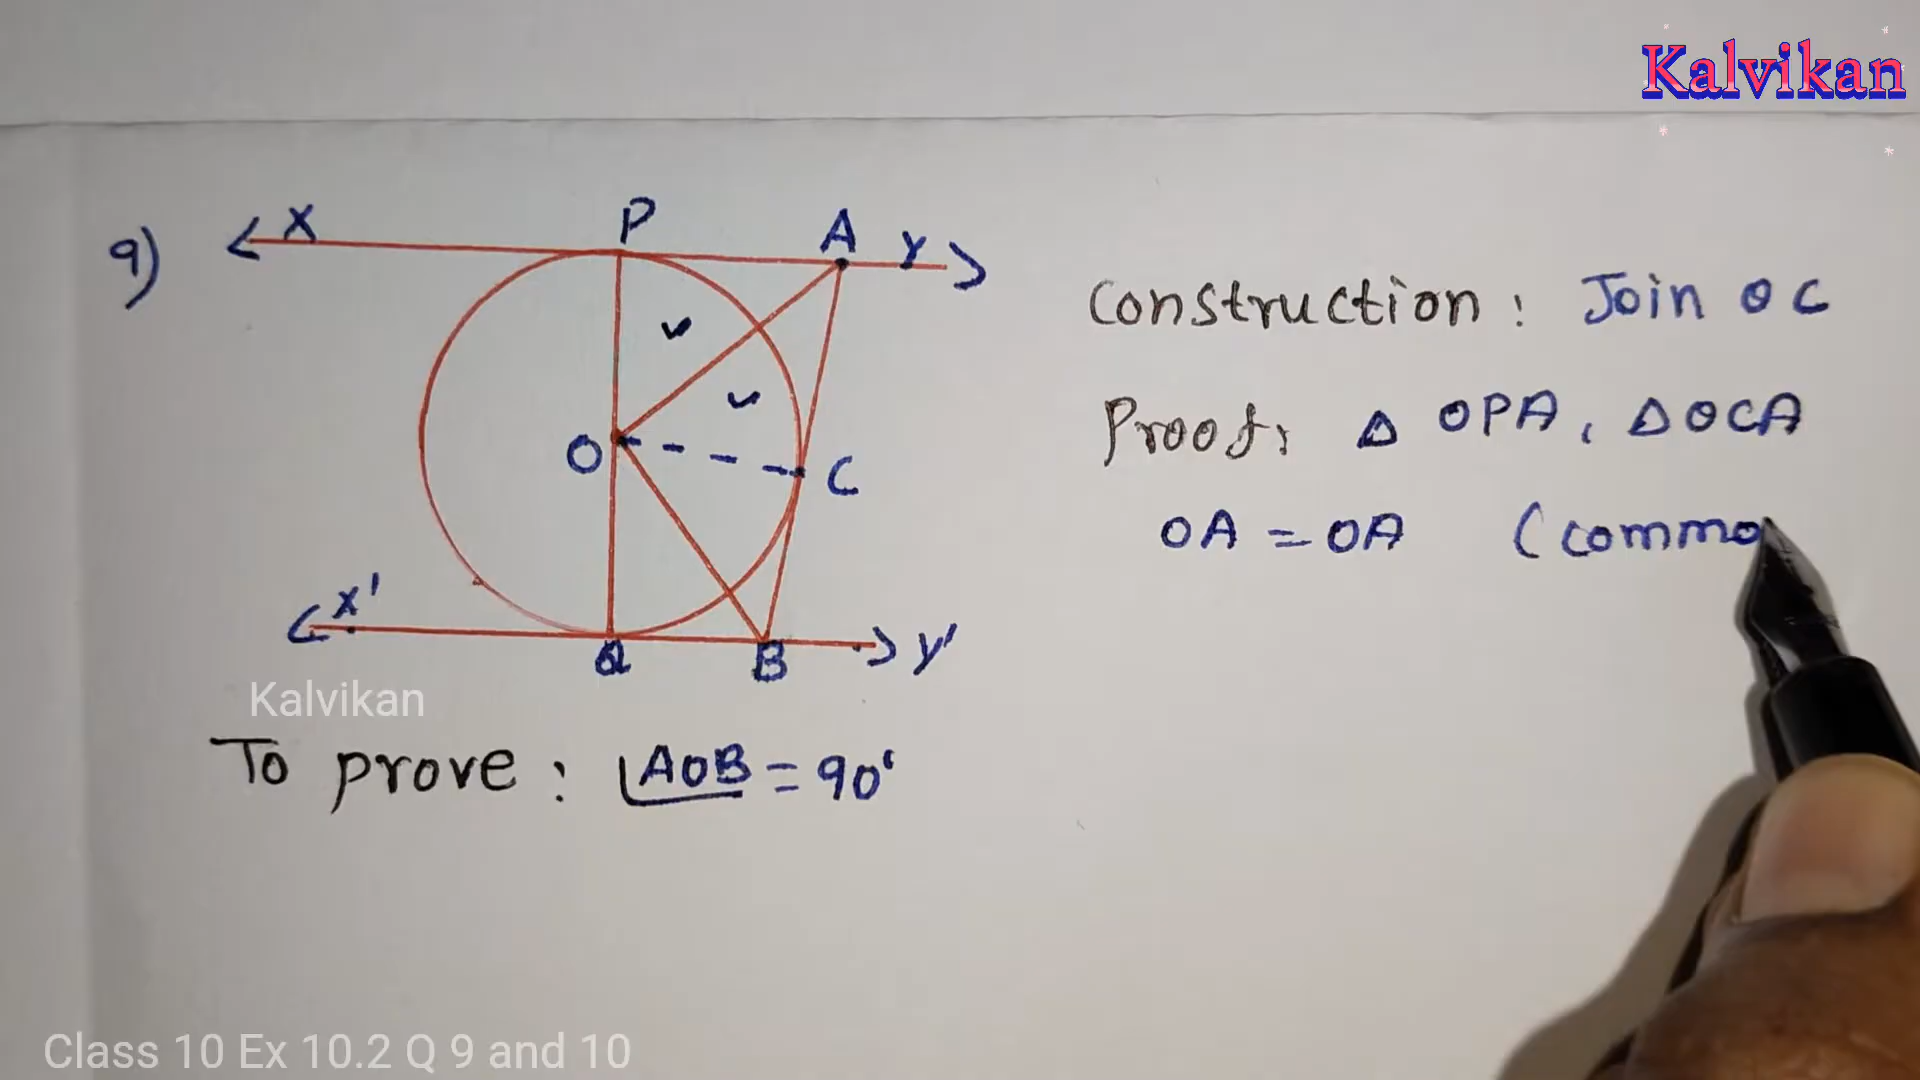 Kalvikan
9)
X P A Y
O C
X' Q B Y'
Kalvikan
To prove : ∠AOB = 90°
Construction : Join OC
Proof: Δ OPA, Δ OCA
OA = OA (commo
Class 10 Ex 10.2 Q 9 and 10